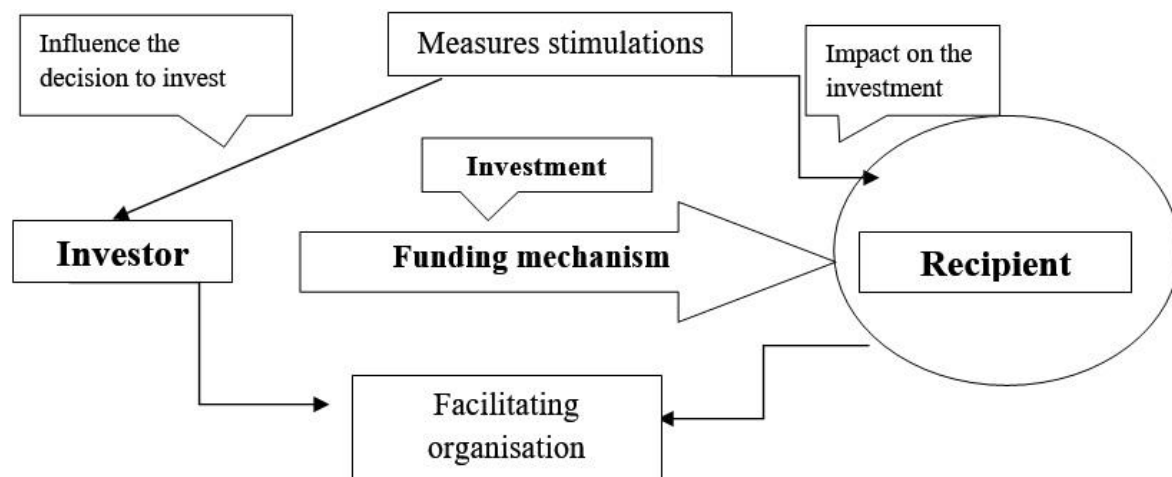 Influence the
decision to invest
Measures stimulations
Impact on the
investment
Investment
Investor
Funding mechanism
Recipient
Facilitating
organisation